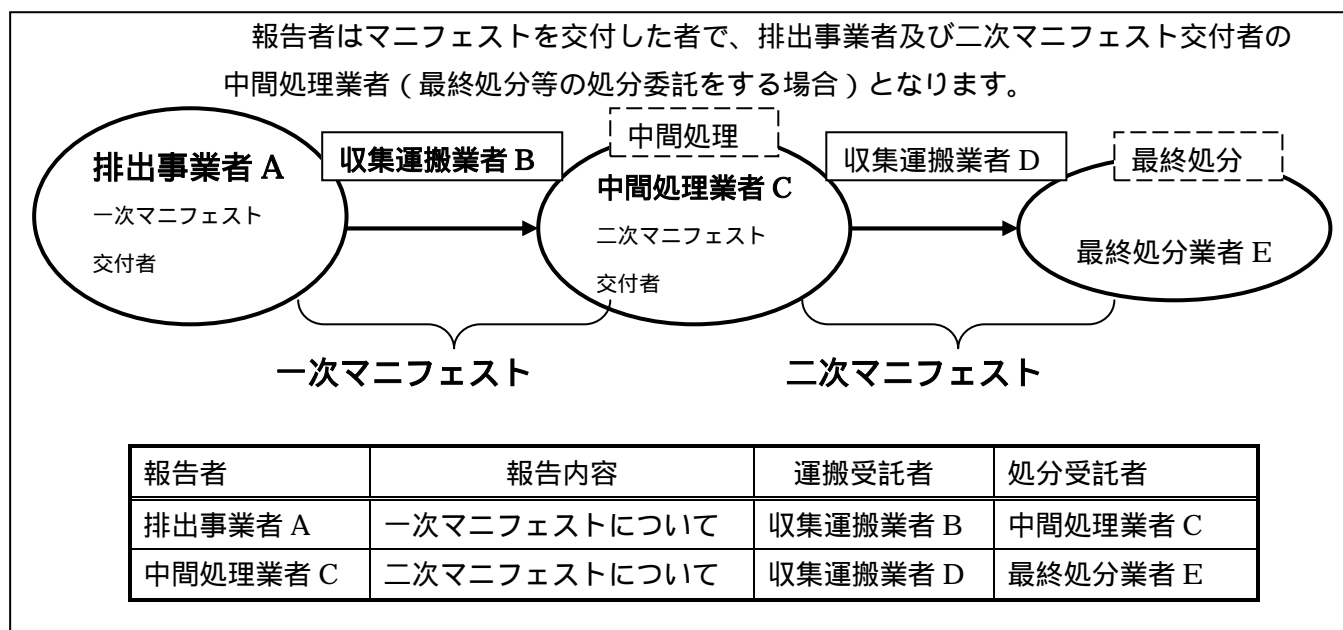 報告者はマニフェストを交付した者で、排出事業者及び二次マニフェスト交付者の
中間処理業者（最終処分等の処分委託をする場合）となります。
排出事業者 A
一次マニフェスト
交付者
収集運搬業者 B
中間処理
中間処理業者 C
二次マニフェスト
交付者
収集運搬業者 D
最終処分
最終処分業者 E
一次マニフェスト
二次マニフェスト
報告者 報告内容 運搬受託者 処分受託者
排出事業者 A 一次マニフェストについて 収集運搬業者 B 中間処理業者 C
中間処理業者 C 二次マニフェストについて 収集運搬業者 D 最終処分業者 E